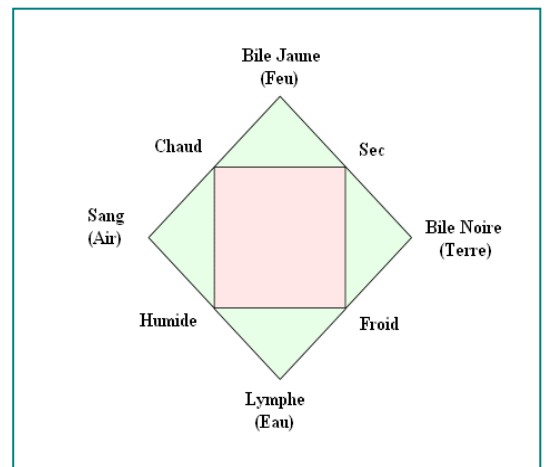 Bile Jaune
(Feu)
Chaud
Sec
Sang
(Air)
Bile Noire
(Terre)
Humide
Froid
Lymphe
(Eau)